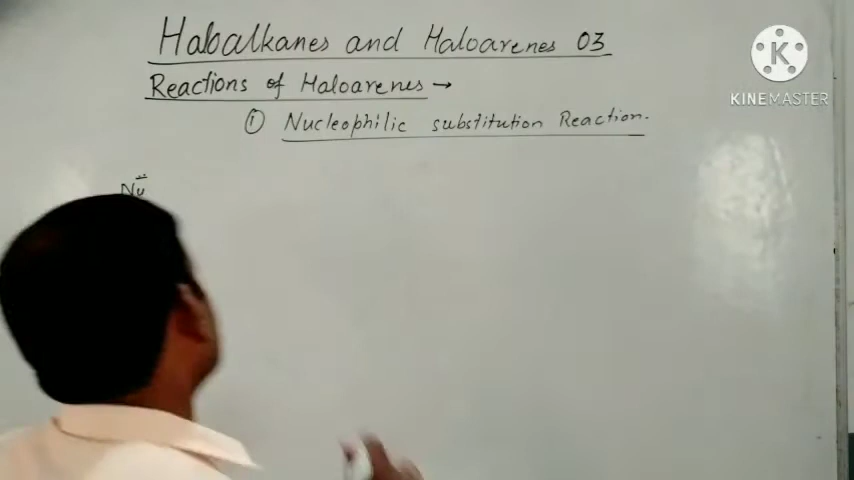 Haloalkanes and Haloarenes 03
Reactions of Haloarenes →
① Nucleophilic substitution Reaction.
Nu
K
KINEMASTER